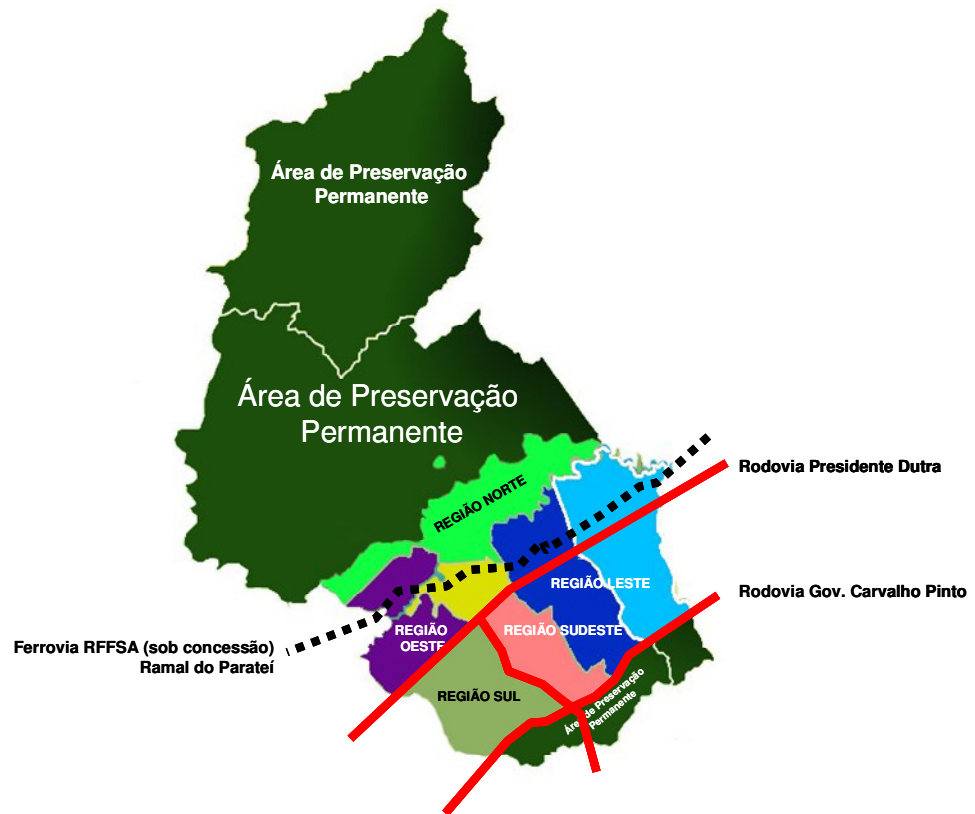 Área de Preservação
Permanente
Área de Preservação
Permanente
REGIÃO NORTE
Rodovia Presidente Dutra
REGIÃO LESTE
Rodovia Gov. Carvalho Pinto
REGIÃO
OESTE
REGIÃO SUDESTE
Ferrovia RFFSA (sob concessão)
Ramal do Parateí
REGIÃO SUL
Área de Preservação
Permanente